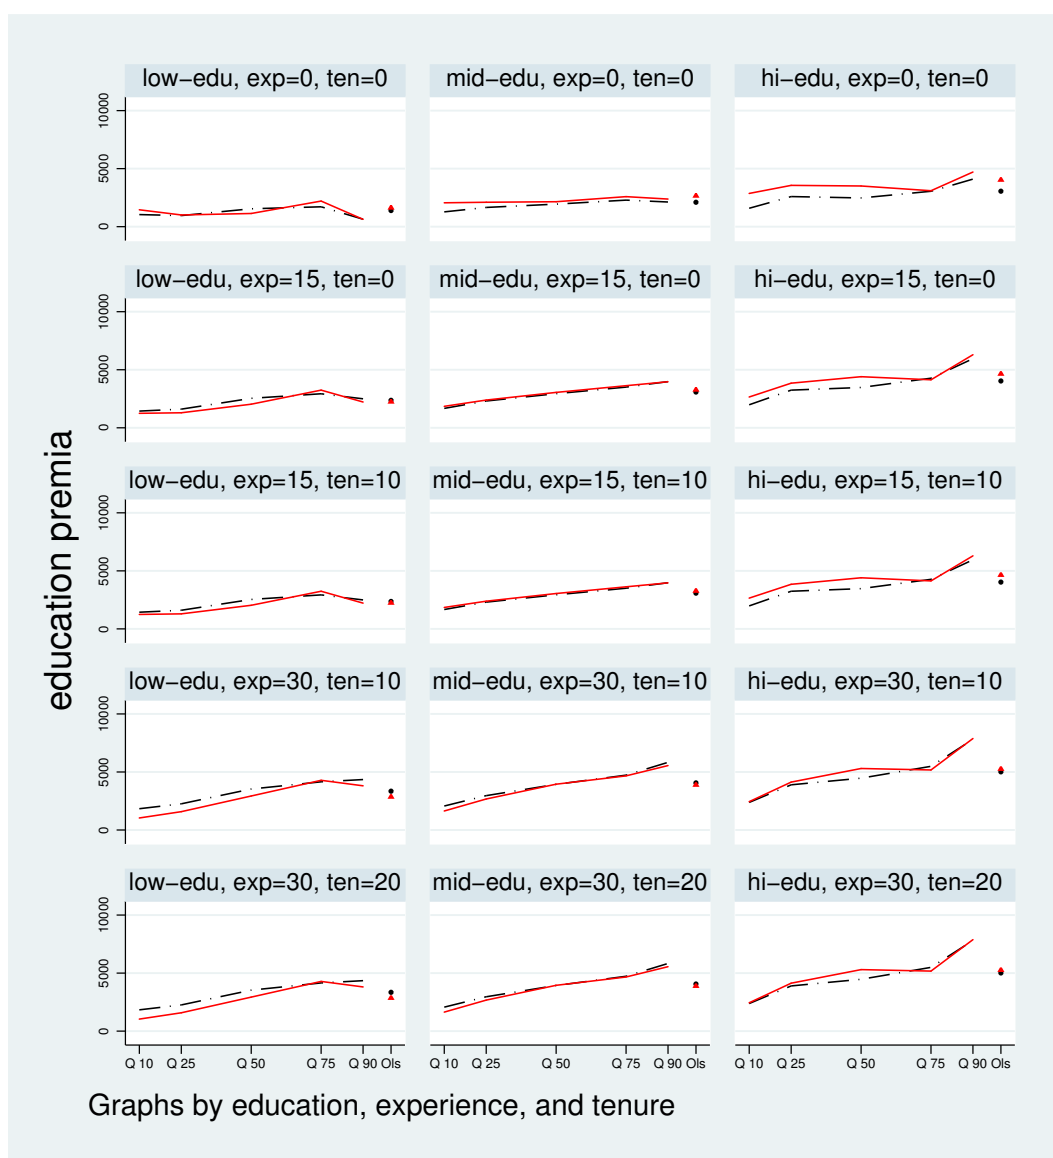 low−edu, exp=0, ten=0
mid−edu, exp=0, ten=0
hi−edu, exp=0, ten=0
10000
5000
0
low−edu, exp=15, ten=0
mid−edu, exp=15, ten=0
hi−edu, exp=15, ten=0
10000
5000
0
education premia
low−edu, exp=15, ten=10
mid−edu, exp=15, ten=10
hi−edu, exp=15, ten=10
10000
5000
0
low−edu, exp=30, ten=10
mid−edu, exp=30, ten=10
hi−edu, exp=30, ten=10
10000
5000
0
low−edu, exp=30, ten=20
mid−edu, exp=30, ten=20
hi−edu, exp=30, ten=20
10000
5000
0
Q 10 Q 25 Q 50 Q 75 Q 90 Ols
Q 10 Q 25 Q 50 Q 75 Q 90 Ols
Q 10 Q 25 Q 50 Q 75 Q 90 Ols
Graphs by education, experience, and tenure